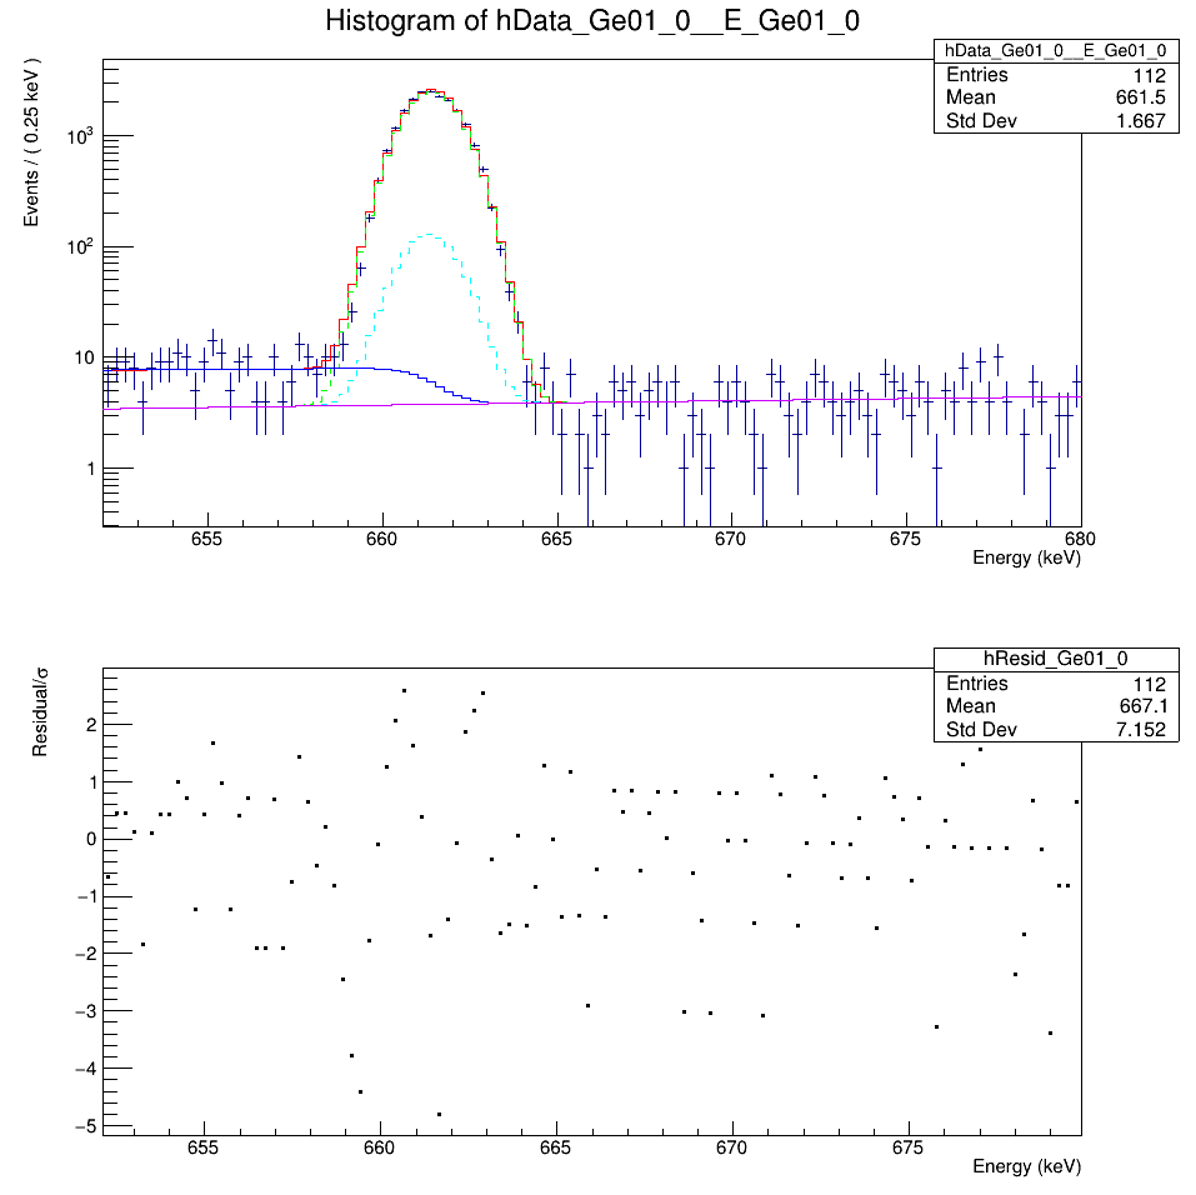 Histogram of hData_Ge01_0__E_Ge01_0
hData_Ge01_0__E_Ge01_0
Entries 112
Mean 661.5
Std Dev 1.667
Events / ( 0.25 keV )
10³
10²
10
1
655 660 665 670 675 680
Energy (keV)
hResid_Ge01_0
Entries 112
Mean 667.1
Std Dev 7.152
Residual/σ
2
1
0
−1
−2
−3
−4
−5
655 660 665 670 675
Energy (keV)